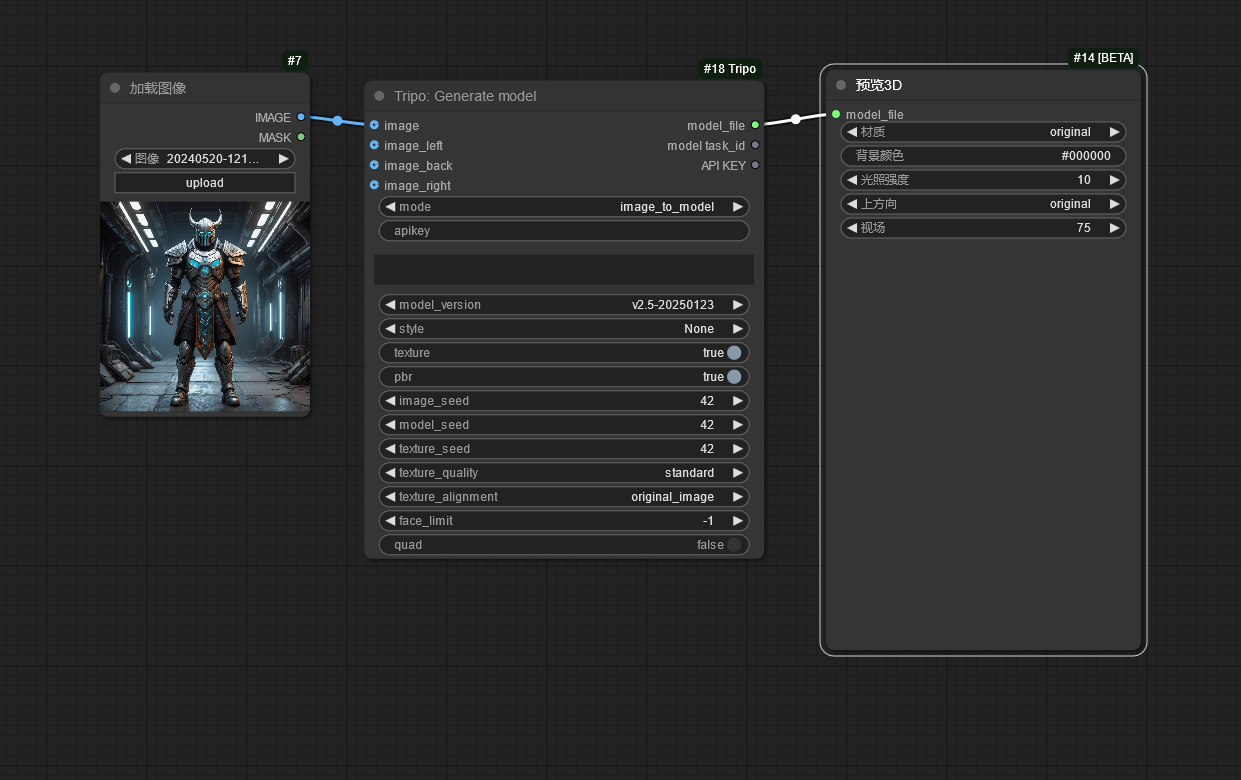 #7
加载图像
IMAGE
MASK
图像 20240520-121...
upload
#18 Tripo
Tripo: Generate model
image
model_file
image_left
model task_id
image_back
API KEY
image_right
mode
image_to_model
apikey
model_version
v2.5-20250123
style
None
texture
true
pbr
true
image_seed
42
model_seed
42
texture_seed
42
texture_quality
standard
texture_alignment
original_image
face_limit
-1
quad
false
#14 [BETA]
预览3D
model_file
材质
original
背景颜色
#000000
光照强度
10
上方向
original
视场
75